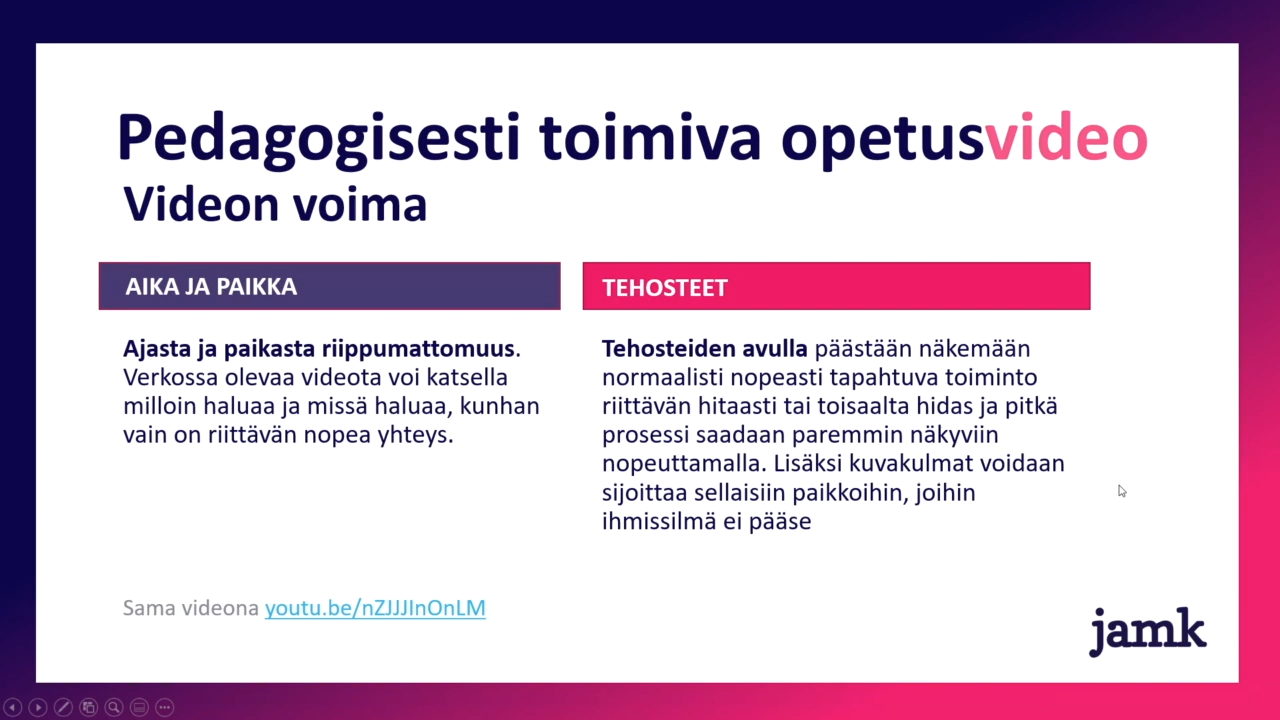 Pedagogisesti toimiva opetusvideo
Videon voima
AIKA JA PAIKKA
Ajasta ja paikasta riippumattomuus.
Verkossa olevaa videota voi katsella
milloin haluaa ja missä haluaa, kunhan
vain on riittävän nopea yhteys.
TEHOSTEET
Tehosteiden avulla päästään näkemään
normaalisti nopeasti tapahtuva toiminto
riittävän hitaasti tai toisaalta hidas ja pitkä
prosessi saadaan paremmin näkyviin
nopeuttamalla. Lisäksi kuvakulmat voidaan
sijoittaa sellaisiin paikkoihin, joihin
ihmissilmä ei pääse
Sama videona youtu.be/nZJJJInOnLM
jamk